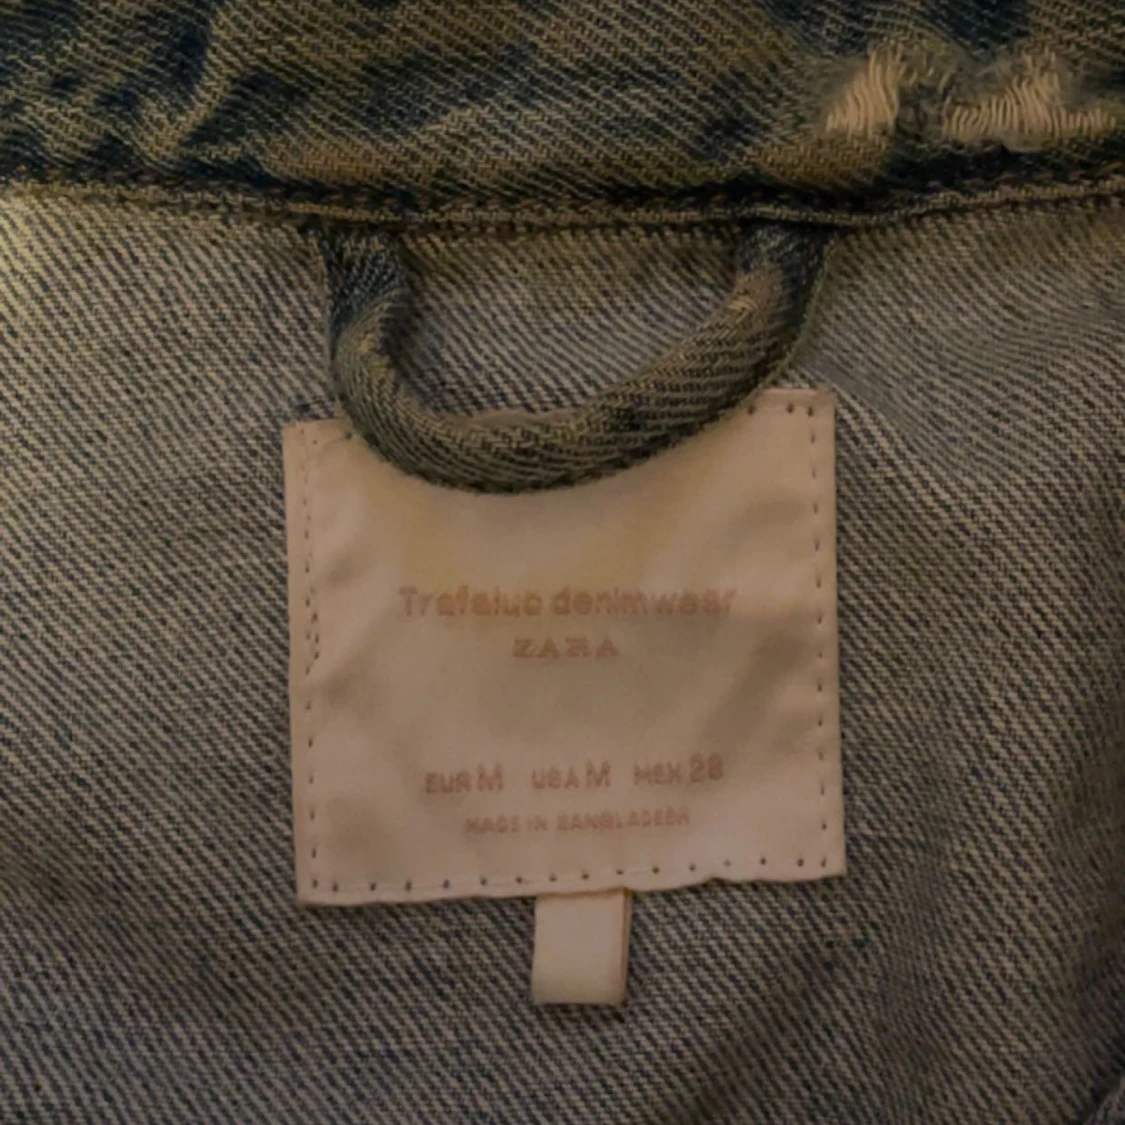 Trafaluc denimwear
ZARA
EUR M USA M MEX 28
MADE IN BANGLADESH